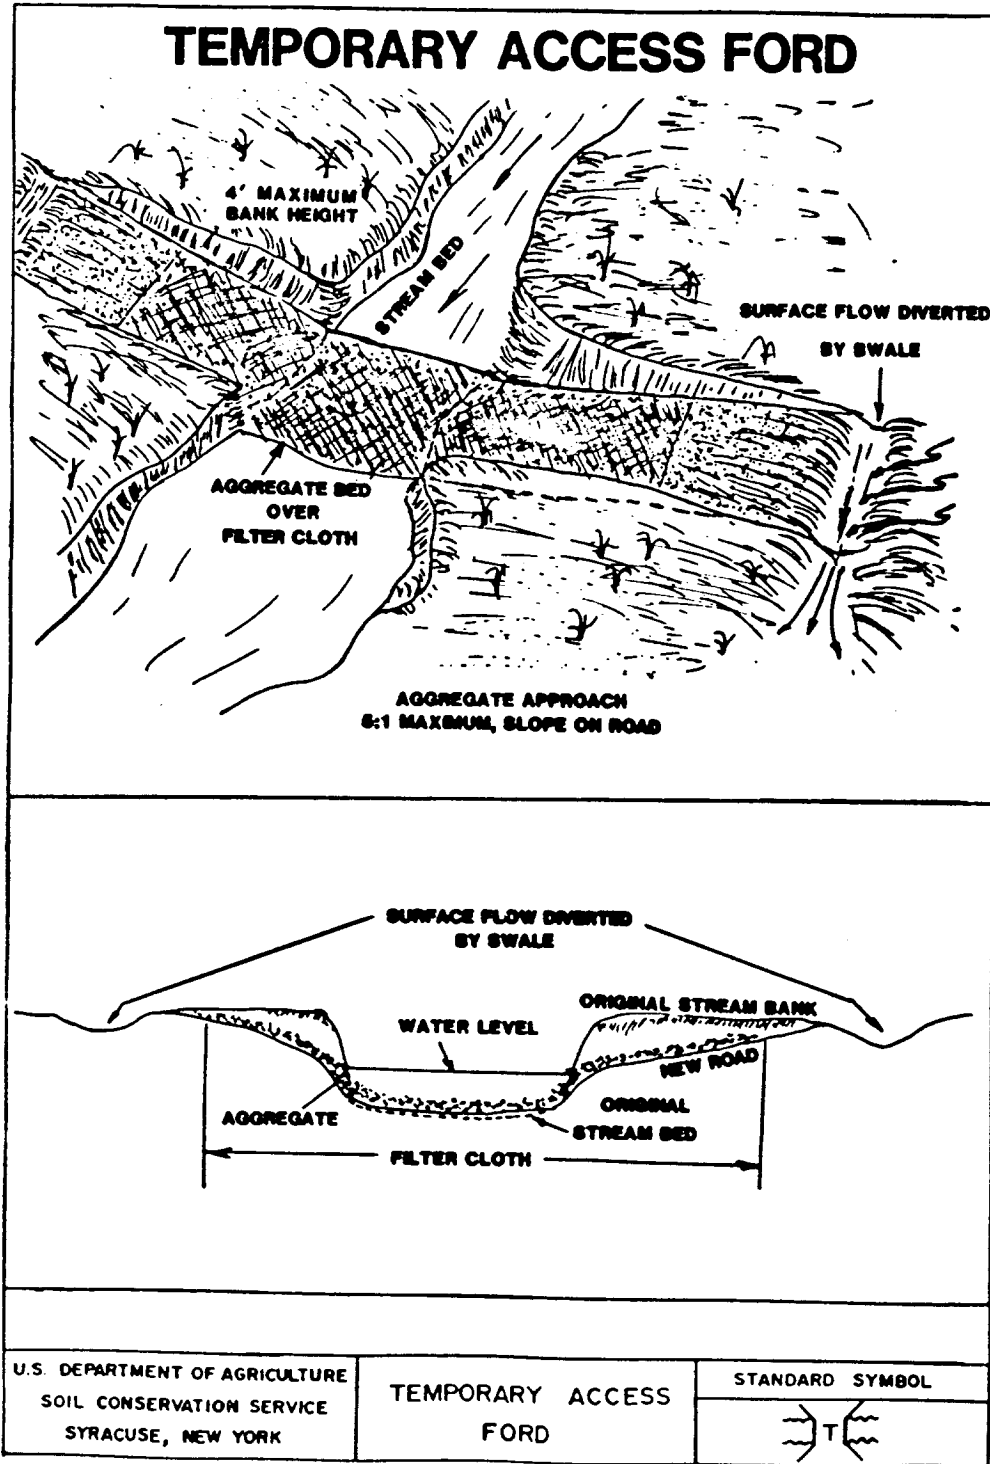 TEMPORARY ACCESS FORD
4' MAXIMUM
BANK HEIGHT
STREAM BED
SURFACE FLOW DIVERTED
BY SWALE
AGGREGATE BED
OVER
FILTER CLOTH
AGGREGATE APPROACH
5:1 MAXIMUM, SLOPE ON ROAD
SURFACE FLOW DIVERTED
BY SWALE
ORIGINAL STREAM BANK
WATER LEVEL
NEW ROAD
AGGREGATE
ORIGINAL
STREAM BED
FILTER CLOTH
U.S. DEPARTMENT OF AGRICULTURE
SOIL CONSERVATION SERVICE
SYRACUSE, NEW YORK
TEMPORARY ACCESS
FORD
STANDARD SYMBOL
T